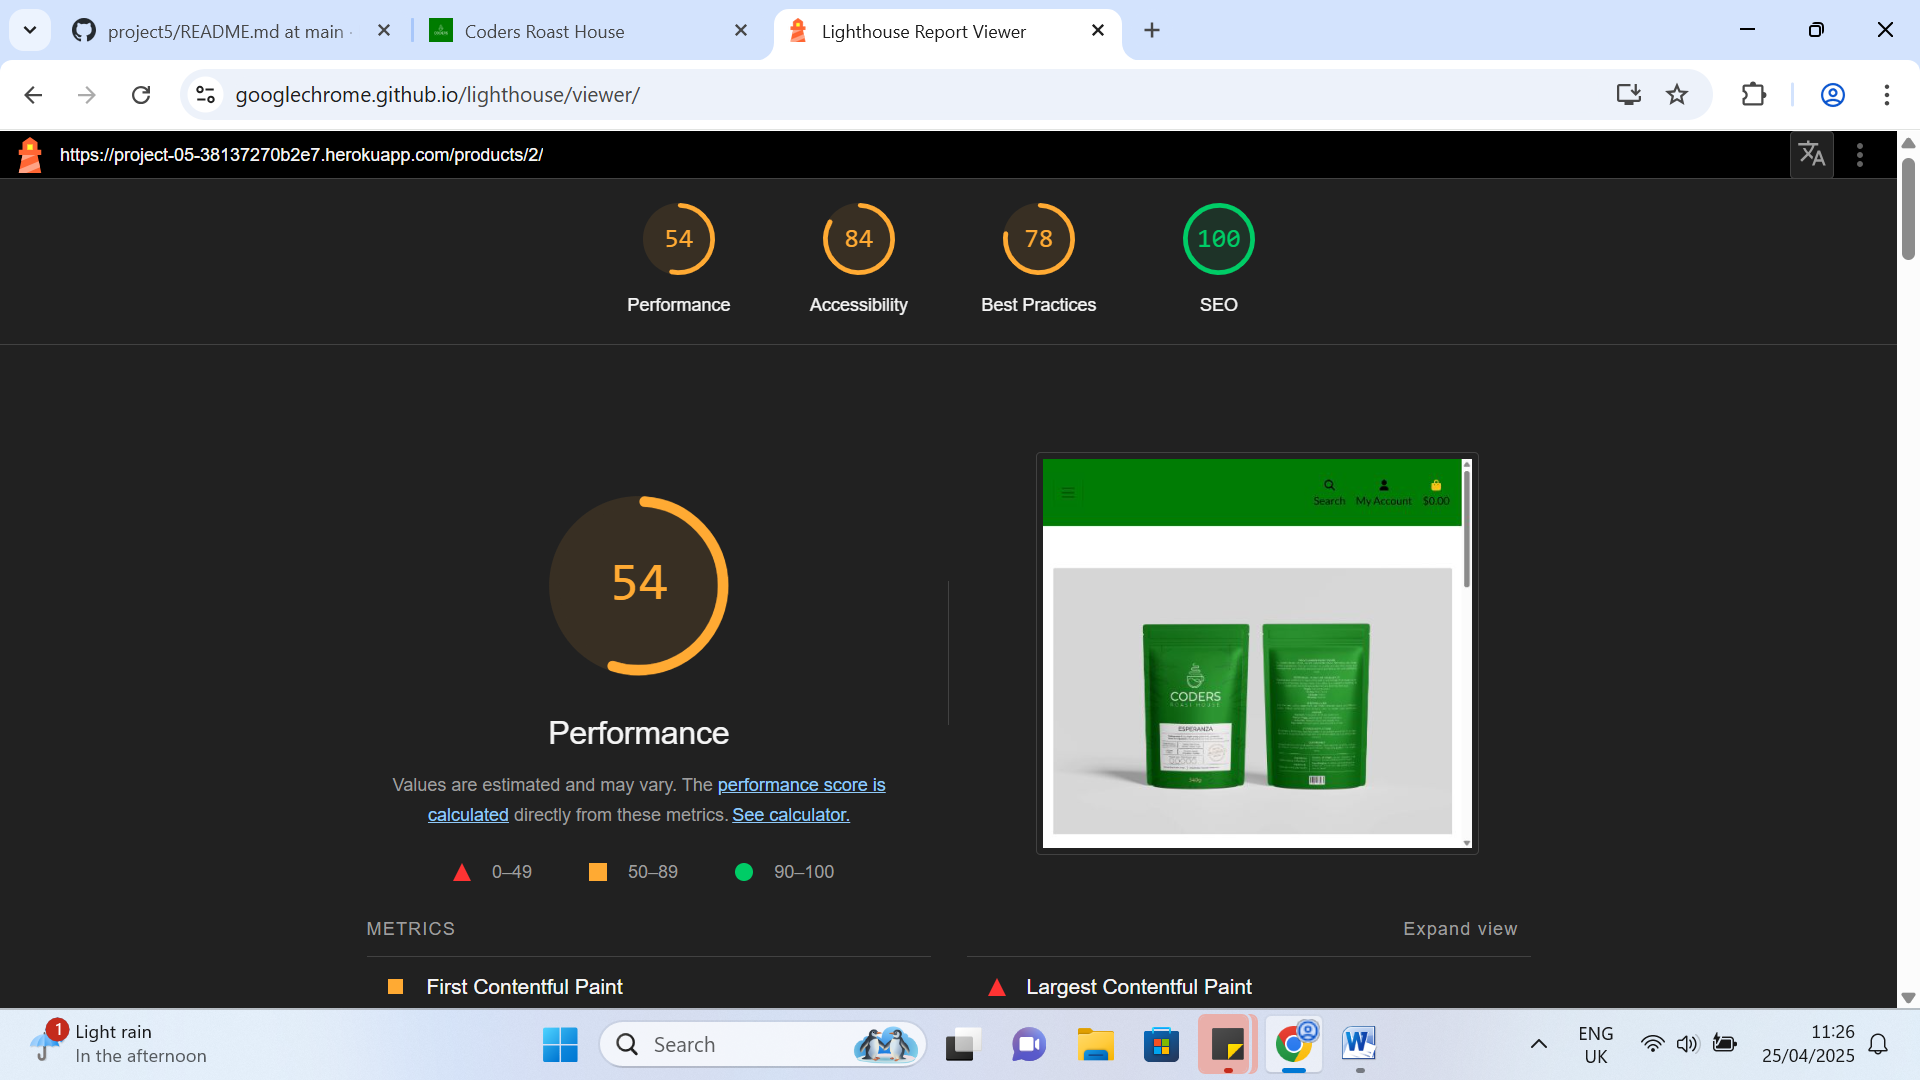 project5/README.md at main ·
Coders Roast House
Lighthouse Report Viewer
googlechrome.github.io/lighthouse/viewer/
https://project-05-38137270b2e7.herokuapp.com/products/2/
54
84
78
100
Performance
Accessibility
Best Practices
SEO
54
Performance
Values are estimated and may vary. The performance score is
calculated directly from these metrics. See calculator.
0–49
50–89
90–100
Search
My Account
$0.00
CODERS
ROAST HOUSE
ESPERANZA
METRICS
Expand view
First Contentful Paint
Largest Contentful Paint
1
Light rain
In the afternoon
Search
ENG
UK
11:26
25/04/2025